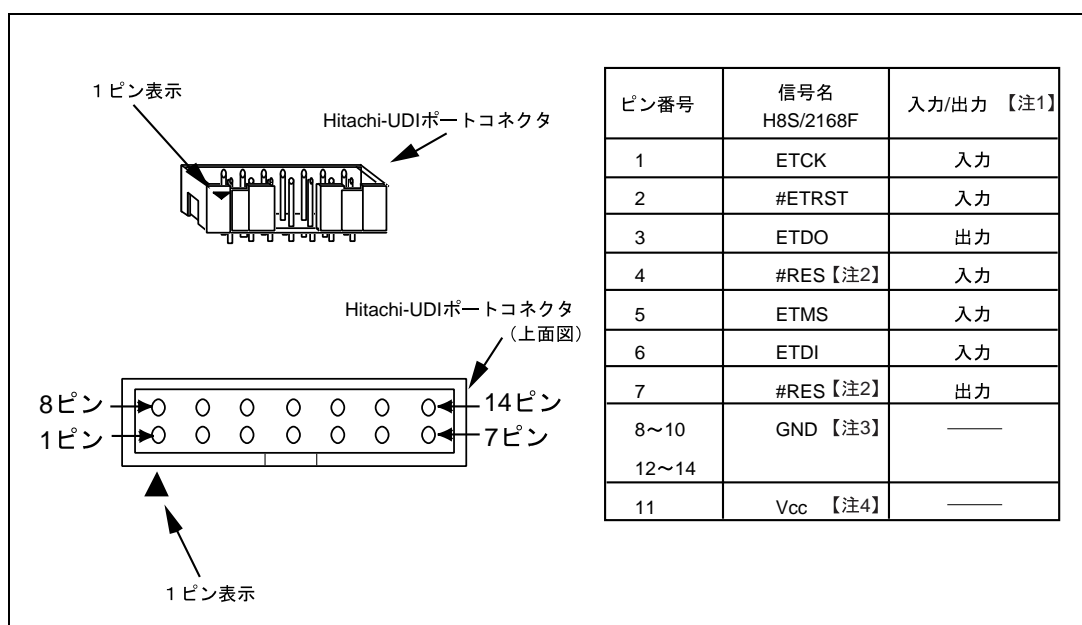 1ピン表示
Hitachi-UDIポートコネクタ
Hitachi-UDIポートコネクタ
(上面図)
8ピン
14ピン
1ピン
7ピン
1ピン表示
ピン番号 信号名 H8S/2168F 入力/出力 【注1】
1 ETCK 入力
2 #ETRST 入力
3 ETDO 出力
4 #RES【注2】 入力
5 ETMS 入力
6 ETDI 入力
7 #RES【注2】 出力
8~10 GND 【注3】 ——
12~14
11 Vcc 【注4】 ——